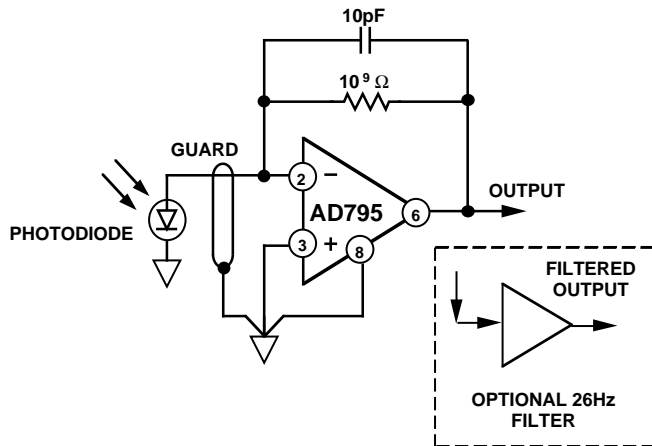 10pF
10⁹ Ω
GUARD
PHOTODIODE
2
−
AD795
3
+
8
6
OUTPUT
FILTERED
OUTPUT
OPTIONAL 26Hz
FILTER